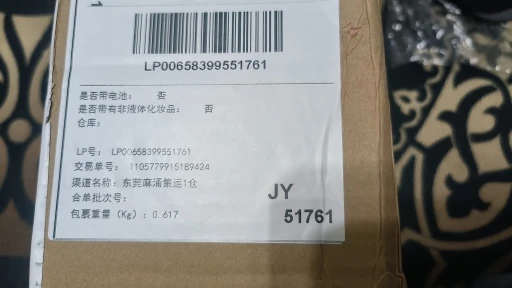 1
LP00658399551761
是否带电池： 否
是否带有非液体化妆品： 否
仓库：
LP号： LP00658399551761
交易单号： 1105779915189424
渠道名称：东莞麻涌集运1仓
合单批次号：
包裹重量（Kg）：0.617
JY
51761